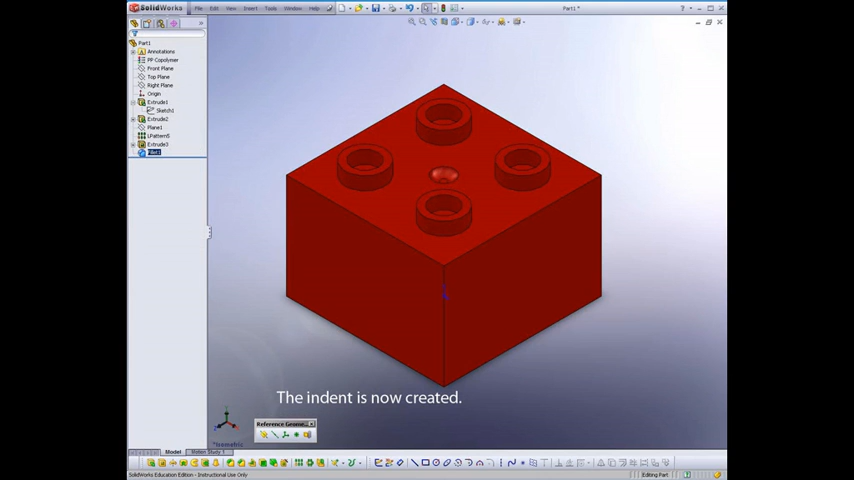 SolidWorks File Edit View Insert Tools Window Help Part1 *
Part1
Annotations
PP Copolymer
Front Plane
Top Plane
Right Plane
Origin
Extrude1
Sketch1
Extrude2
Plane1
LPattern5
Extrude3
Fillet1
The indent is now created.
Reference Geome...
*Isometric
Model Motion Study 1
SolidWorks Education Edition - Instructional Use Only Editing Part